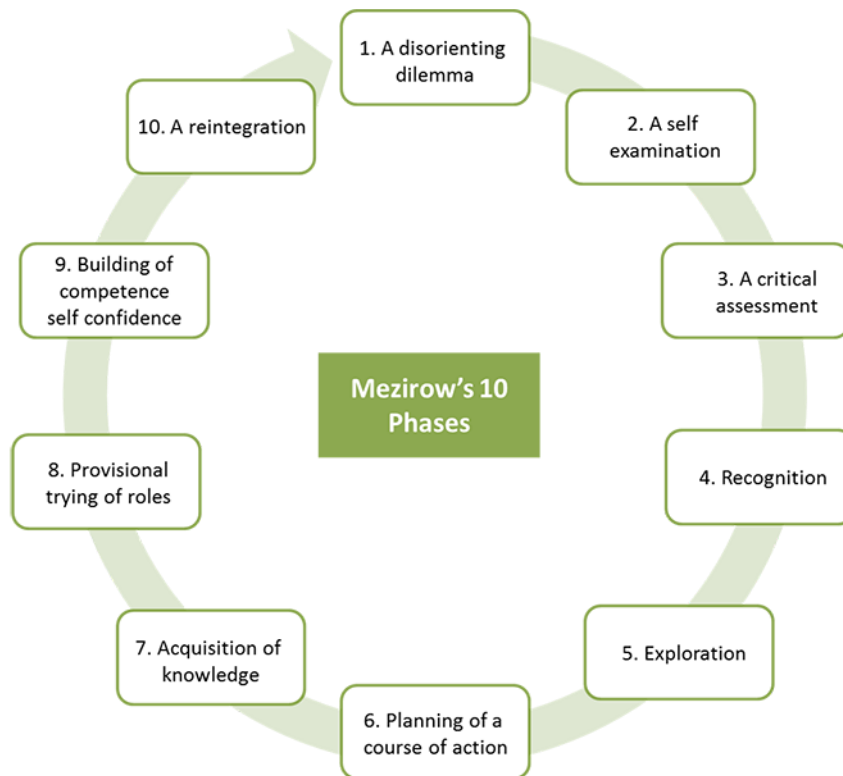 1. A disorienting
dilemma
2. A self
examination
3. A critical
assessment
4. Recognition
5. Exploration
6. Planning of a
course of action
7. Acquisition of
knowledge
8. Provisional
trying of roles
9. Building of
competence
self confidence
10. A reintegration
Mezirow's 10
Phases